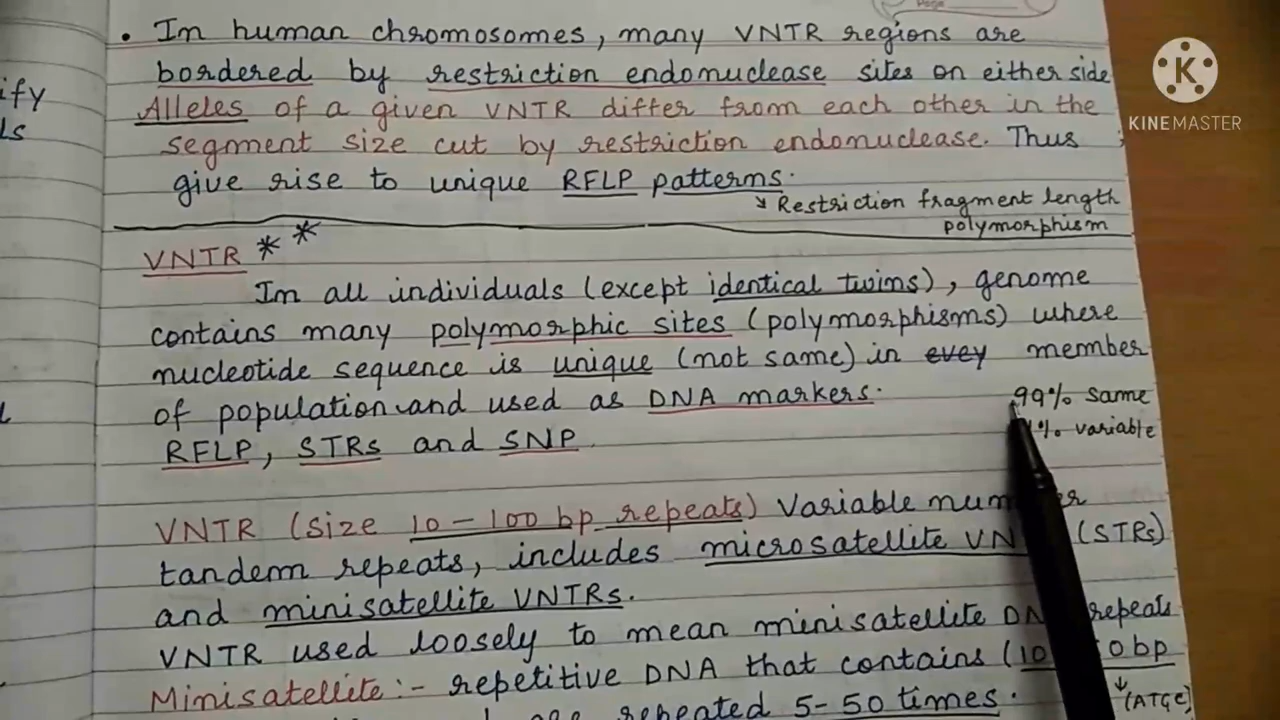 Page
• In human chromosomes, many VNTR regions are
bordered by restriction endonuclease sites on either side
Alleles of a given VNTR differ from each other in the
segment size cut by restriction endonuclease. Thus
give rise to unique RFLP patterns.
↘ Restriction fragment length
polymorphism
VNTR **
In all individuals (except identical twins), genome
contains many polymorphic sites (polymorphisms) where
nucleotide sequence is unique (not same) in evey member
of population and used as DNA markers.
99% same
1% variable
RFLP, STRs and SNP
VNTR (size 10-100 bp repeats) Variable number
tandem repeats, includes microsatellite VN (STRs)
and minisatellite VNTRs.
VNTR used loosely to mean minisatellite DN repeats
Minisatellite:- repetitive DNA that contains (10 0 bp
↓
(ATGC)
repeated 5-50 times.
ify
ls
K
KINEMASTER